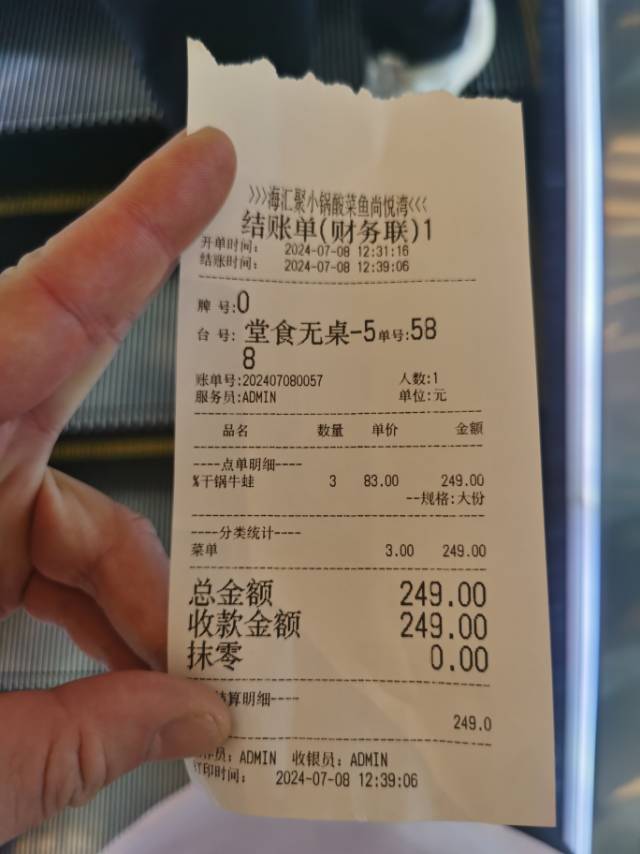 >>>海汇聚小锅酸菜鱼尚悦湾<<<
结账单(财务联)1
开单时间: 2024-07-08 12:31:16
结账时间: 2024-07-08 12:39:06
牌号:0
台号: 堂食无桌-5单号:58
8
账单号:202407080057 人数:1
服务员:ADMIN 单位:元
品名 数量 单价 金额
----点单明细----
%干锅牛蛙 3 83.00 249.00
--规格:大份
----分类统计----
菜单 3.00 249.00
总金额 249.00
收款金额 249.00
抹零 0.00
算明细----
249.0
员: ADMIN 收银员: ADMIN
印时间: 2024-07-08 12:39:06